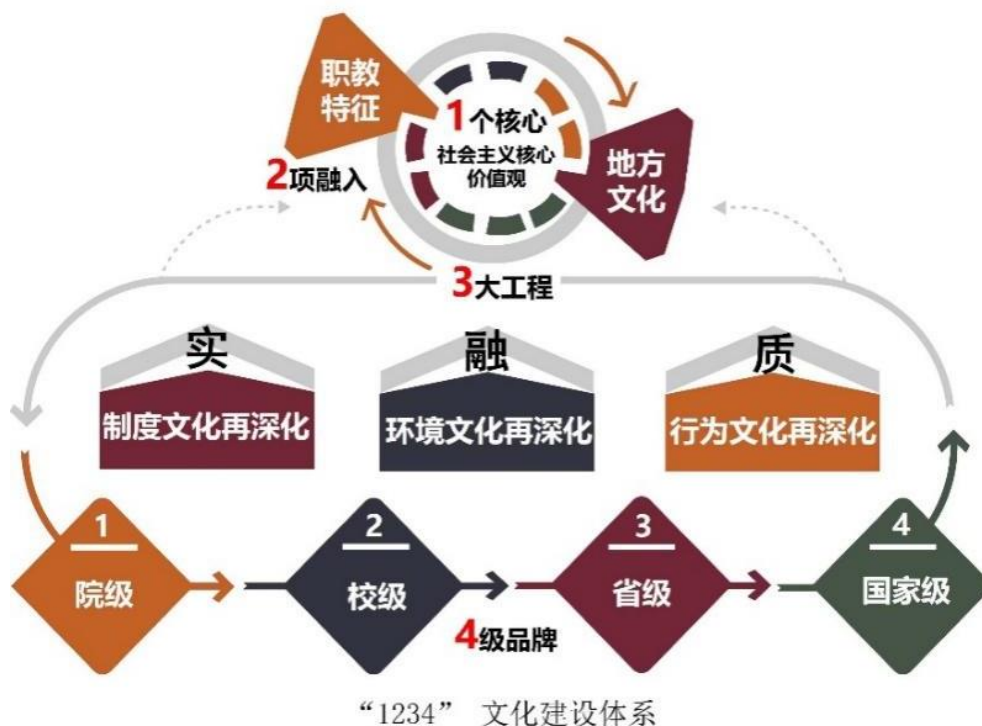 职教
特征
1个核心
社会主义核心
价值观
地方
文化
2项融入
3大工程
实
融
质
制度文化再深化
环境文化再深化
行为文化再深化
1
院级
2
校级
3
省级
4
国家级
4级品牌
“1234” 文化建设体系